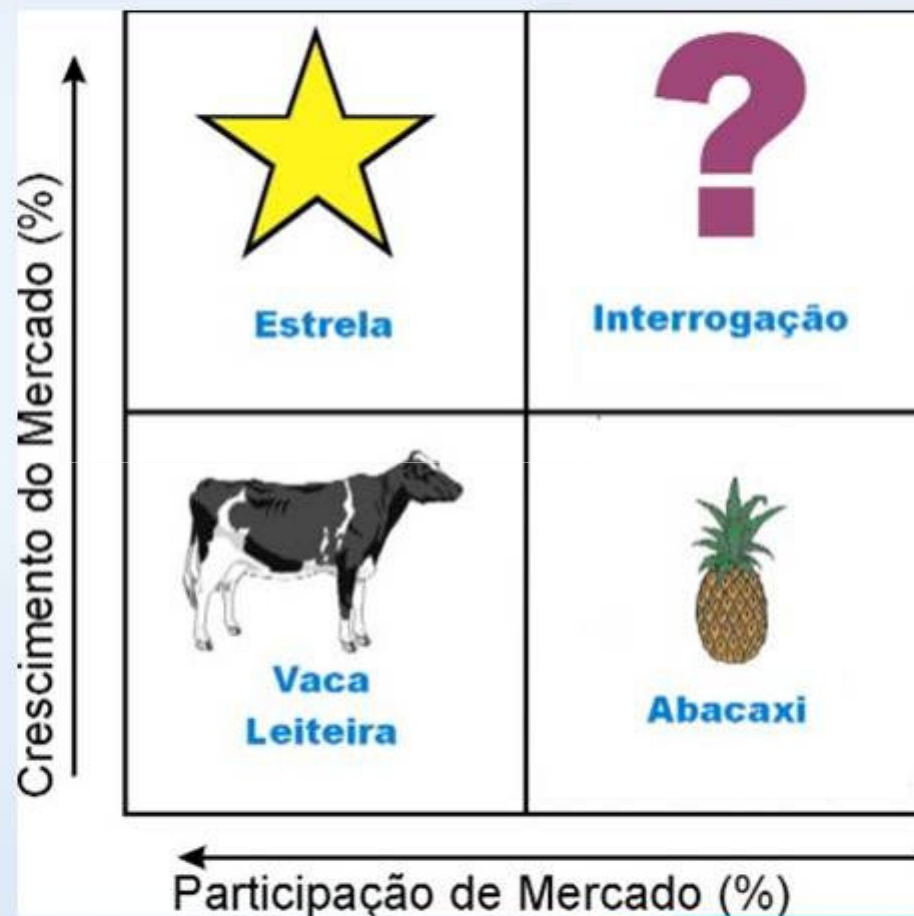 Crescimento do Mercado (%)
Estrela
?
Interrogação
Vaca
Leiteira
Abacaxi
Participação de Mercado (%)